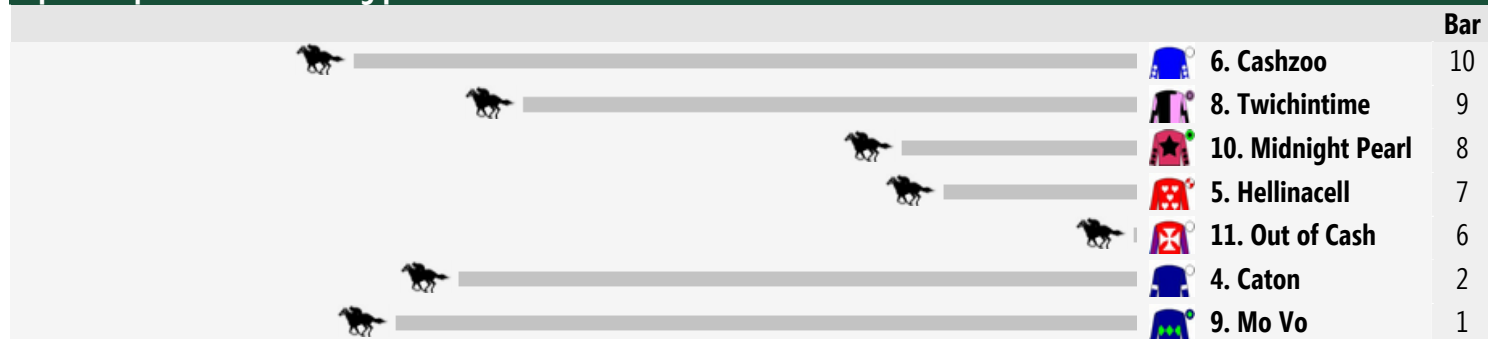 Bar
6. Cashzoo 10
8. Twichintime 9
10. Midnight Pearl 8
5. Hellinacell 7
11. Out of Cash 6
4. Caton 2
9. Mo Vo 1